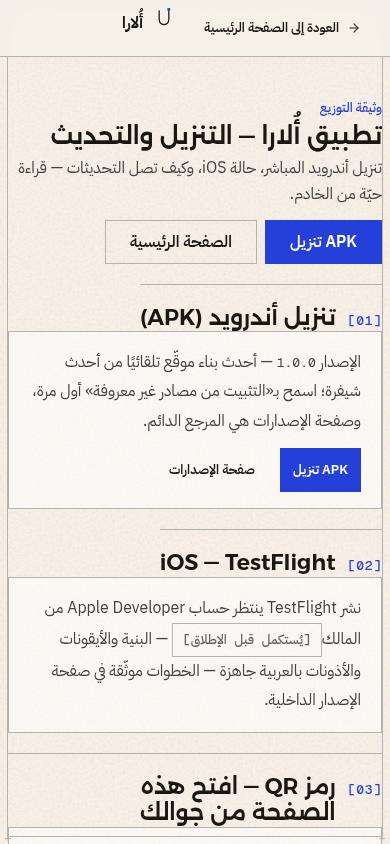 → العودة إلى الصفحة الرئيسية
أُلارا
وثيقة التوزيع
تطبيق أُلارا — التنزيل والتحديث
تنزيل أندرويد المباشر، حالة iOS، وكيف تصل التحديثات — قراءة
حيّة من الخادم.
تنزيل APK
الصفحة الرئيسية
[01] تنزيل أندرويد (APK)
الإصدار 1.0.0 — أحدث بناء موقّع تلقائيًا من أحدث
شيفرة؛ اسمح بـ«التثبيت من مصادر غير معروفة» أول مرة،
وصفحة الإصدارات هي المرجع الدائم.
تنزيل APK
صفحة الإصدارات
[02] iOS — TestFlight
نشر TestFlight ينتظر حساب Apple Developer من
المالك [يُستكمل قبل الإطلاق] — البنية والأيقونات
والأذونات بالعربية جاهزة — الخطوات موثّقة في صفحة
الإصدار الداخلية.
[03] رمز QR — افتح هذه
الصفحة من جوالك